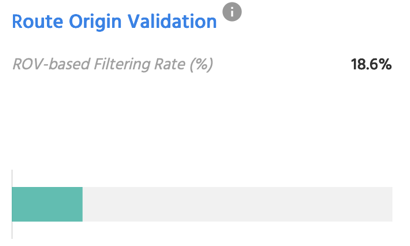 Route Origin Validation
ROV-based Filtering Rate (%) 18.6%